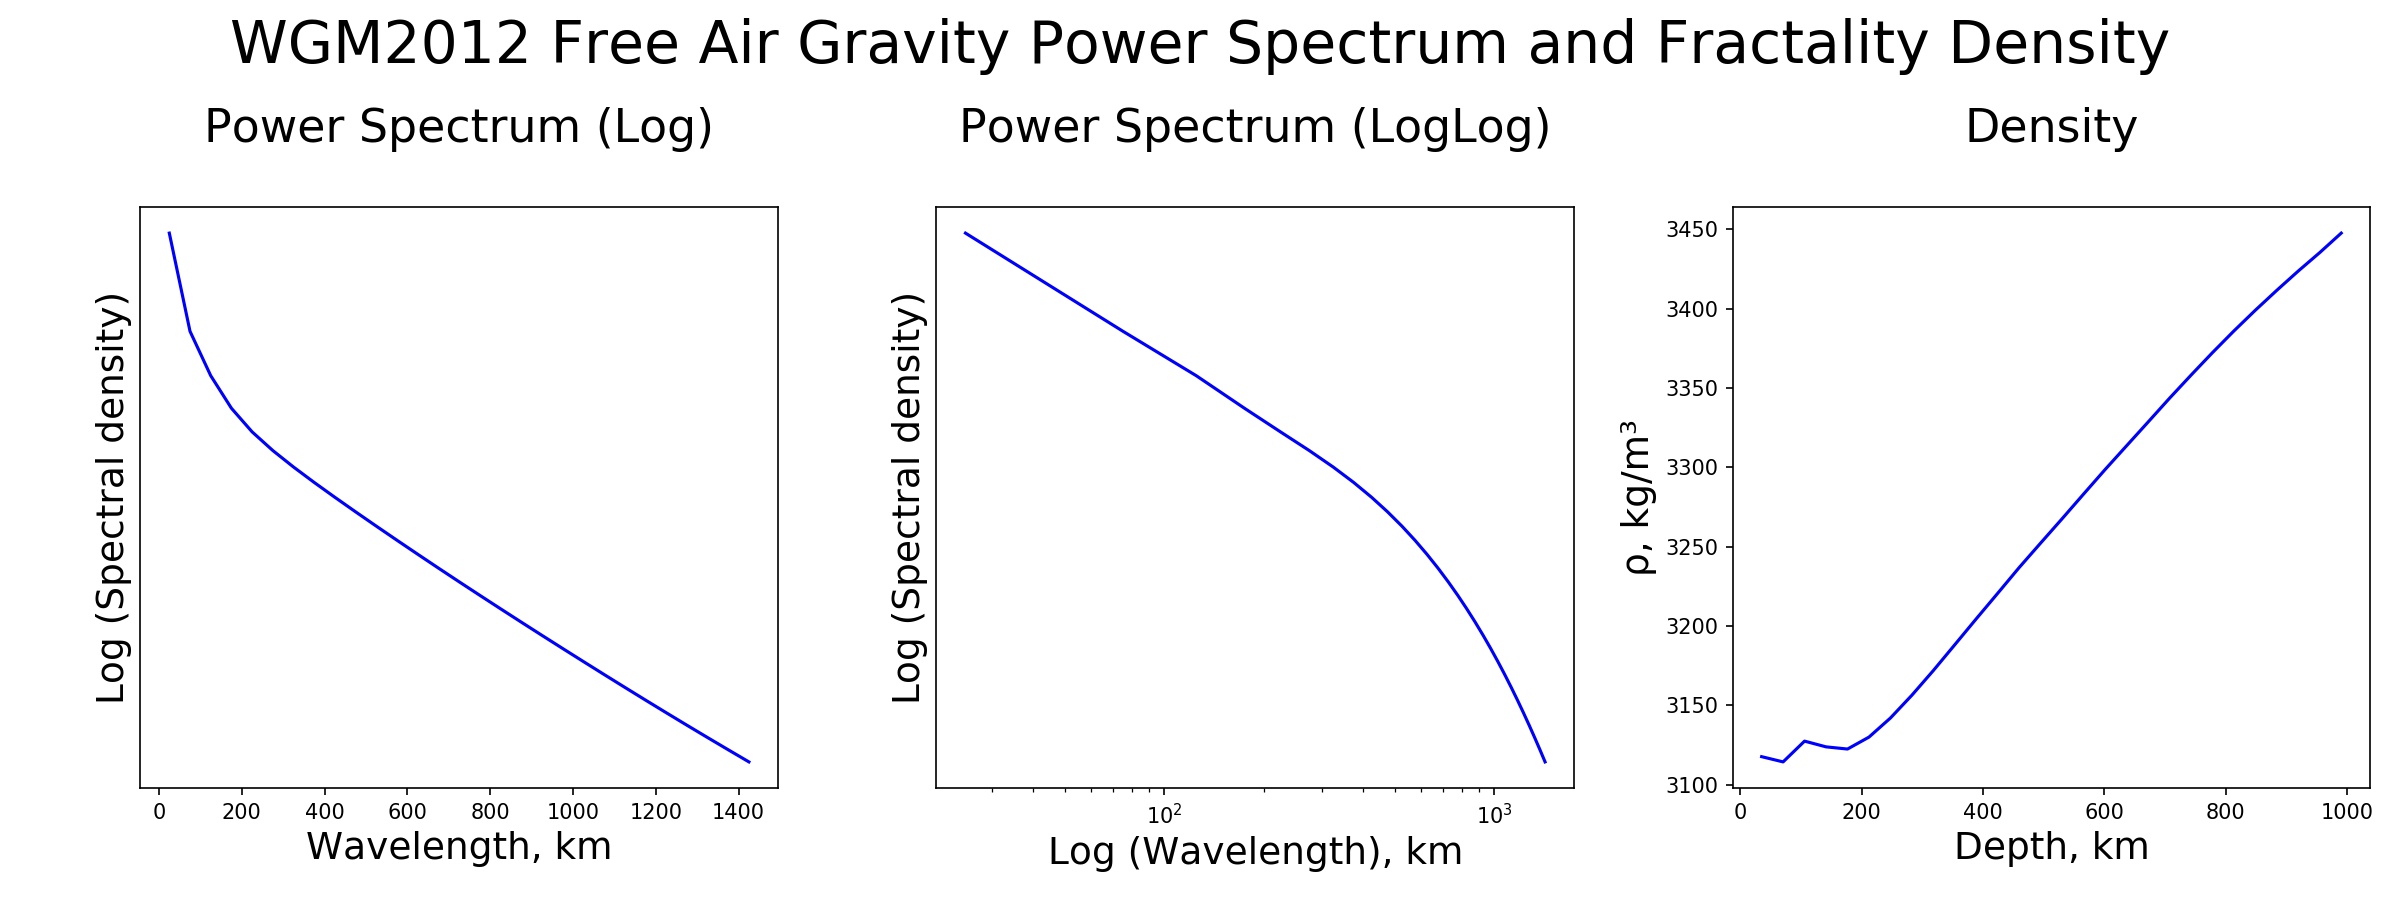 WGM2012 Free Air Gravity Power Spectrum and Fractality Density
Power Spectrum (Log)
Log (Spectral density)
0 200 400 600 800 1000 1200 1400
Wavelength, km
Power Spectrum (LogLog)
Log (Spectral density)
10² 10³
Log (Wavelength), km
Density
ρ, kg/m³
3450
3400
3350
3300
3250
3200
3150
3100
0 200 400 600 800 1000
Depth, km